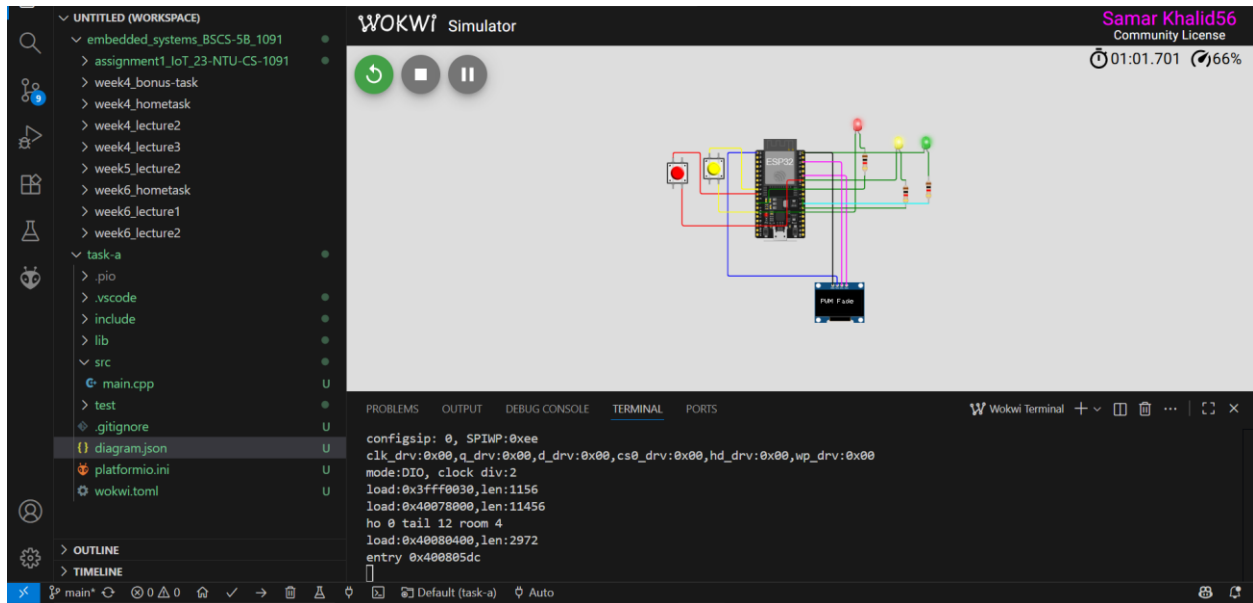 UNTITLED (WORKSPACE)
embedded_systems_BSCS-5B_1091
assignment1_IoT_23-NTU-CS-1091
week4_bonus-task
week4_hometask
week4_lecture2
week4_lecture3
week5_lecture2
week6_hometask
week6_lecture1
week6_lecture2
task-a
.pio
.vscode
include
lib
src
main.cpp U
test
.gitignore U
diagram.json U
platformio.ini U
wokwi.toml U
OUTLINE
TIMELINE
9
WOKWI Simulator
Samar Khalid56
Community License
01:01.701 66%
ESP32
PWM Fade
PROBLEMS OUTPUT DEBUG CONSOLE TERMINAL PORTS
Wokwi Terminal
configsip: 0, SPIWP:0xee
clk_drv:0x00,q_drv:0x00,d_drv:0x00,cs0_drv:0x00,hd_drv:0x00,wp_drv:0x00
mode:DIO, clock div:2
load:0x3fff0030,len:1156
load:0x40078000,len:11456
ho 0 tail 12 room 4
load:0x40080400,len:2972
entry 0x400805dc
main* 0 0 Default (task-a) Auto